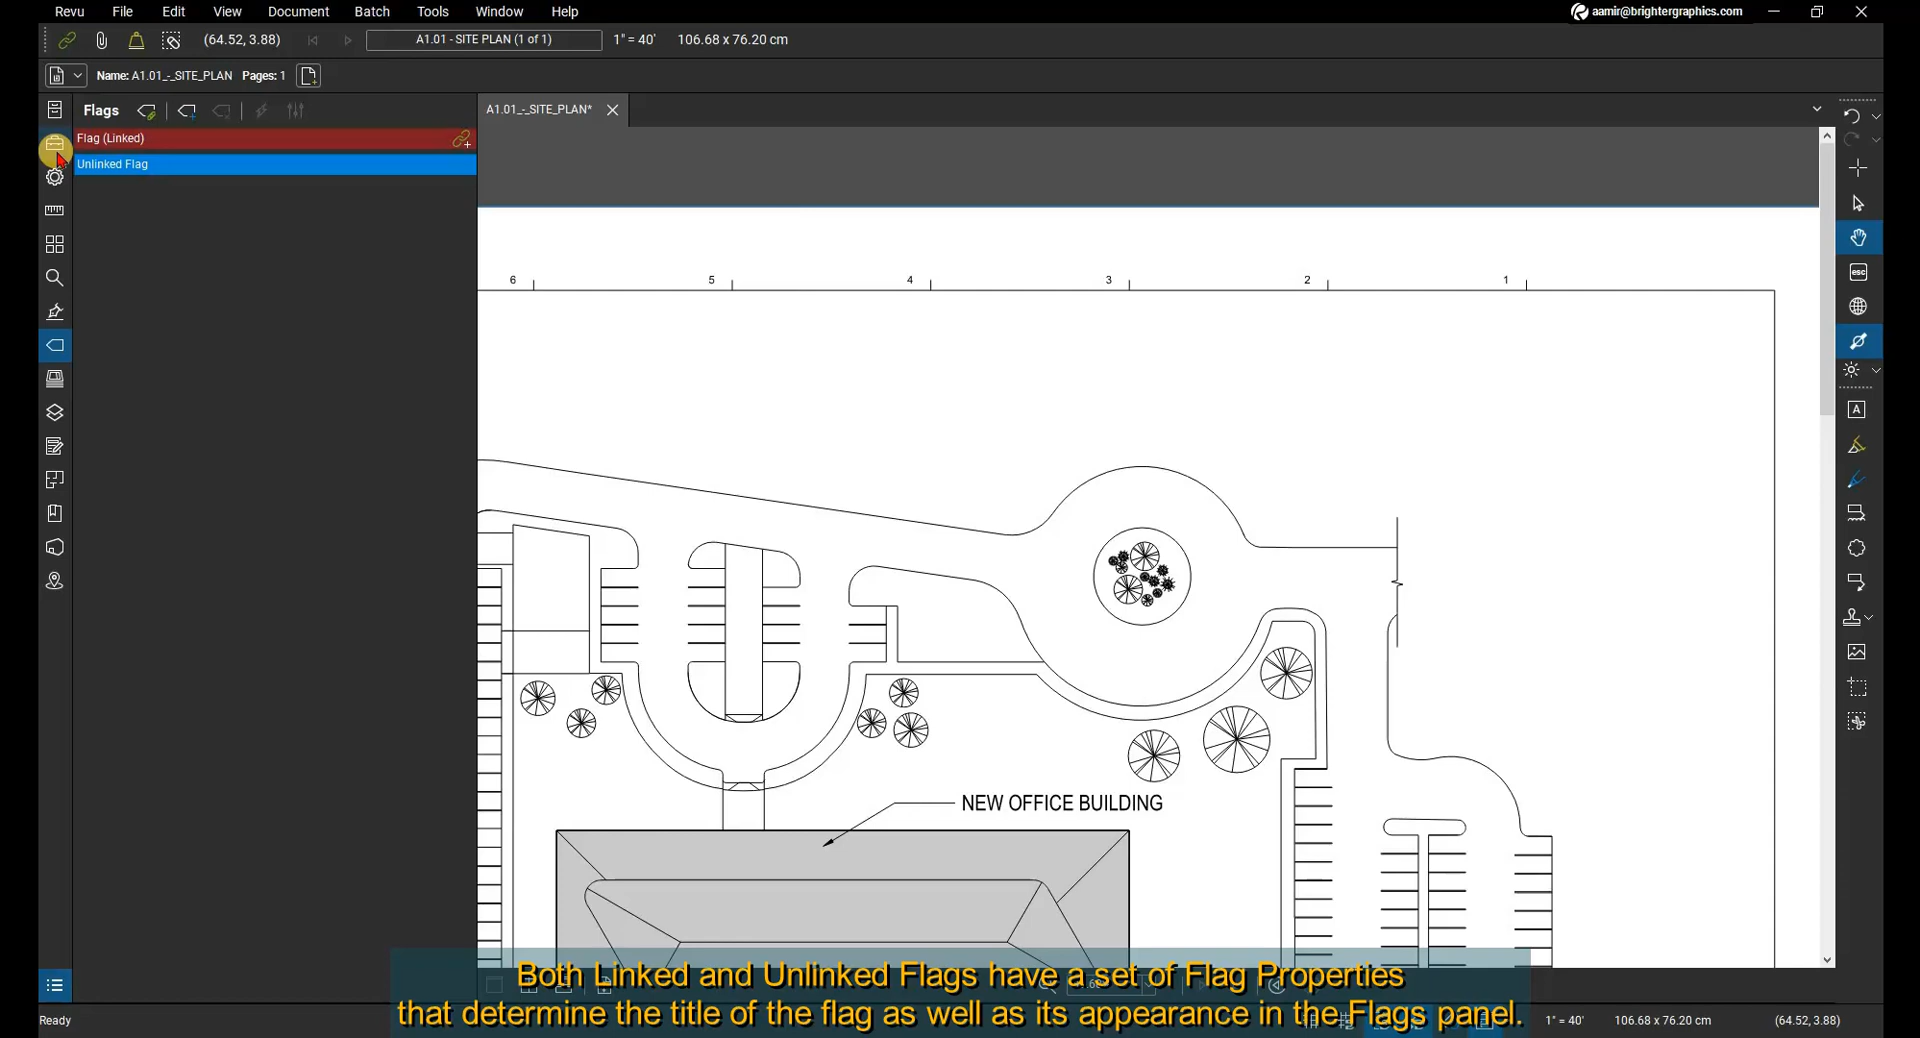 Revu File Edit View Document Batch Tools Window Help aamir@brightergraphics.com
(64.52, 3.88) A1.01 - SITE PLAN (1 of 1) 1" = 40' 106.68 x 76.20 cm
Name: A1.01_-_SITE_PLAN Pages: 1
Flags A1.01_-_SITE_PLAN*
Flag (Linked)
Unlinked Flag
esc
6 5 4 3 2 1
A
NEW OFFICE BUILDING
Both Linked and Unlinked Flags have a set of Flag Properties
that determine the title of the flag as well as its appearance in the Flags panel.
Ready 1" = 40' 106.68 x 76.20 cm (64.52, 3.88)